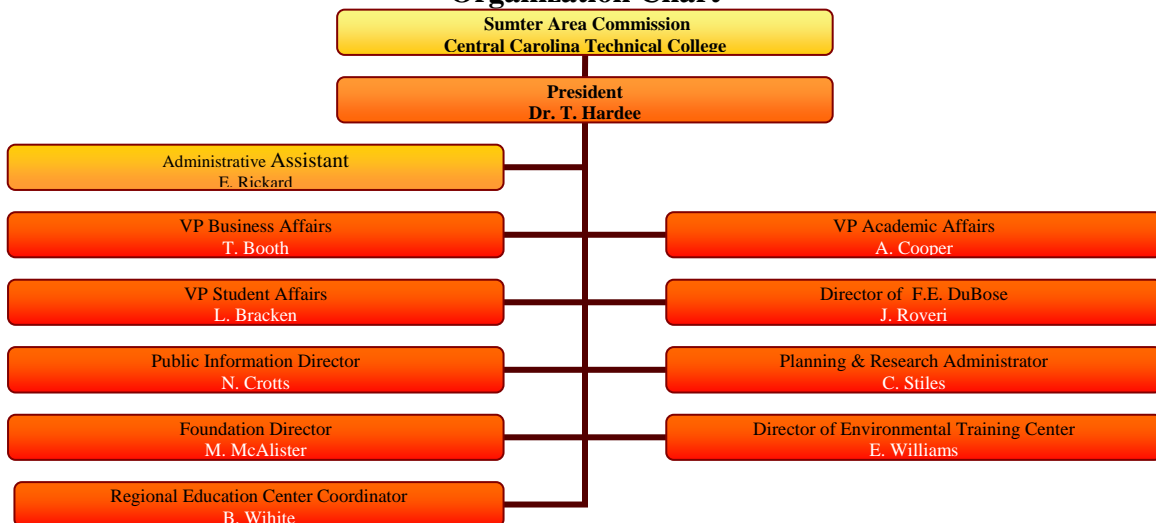 Organization Chart
Sumter Area Commission
Central Carolina Technical College
President
Dr. T. Hardee
Administrative Assistant
E. Rickard
VP Business Affairs
T. Booth
VP Academic Affairs
A. Cooper
VP Student Affairs
L. Bracken
Director of F.E. DuBose
J. Roveri
Public Information Director
N. Crotts
Planning & Research Administrator
C. Stiles
Foundation Director
M. McAlister
Director of Environmental Training Center
E. Williams
Regional Education Center Coordinator
B. Wihite